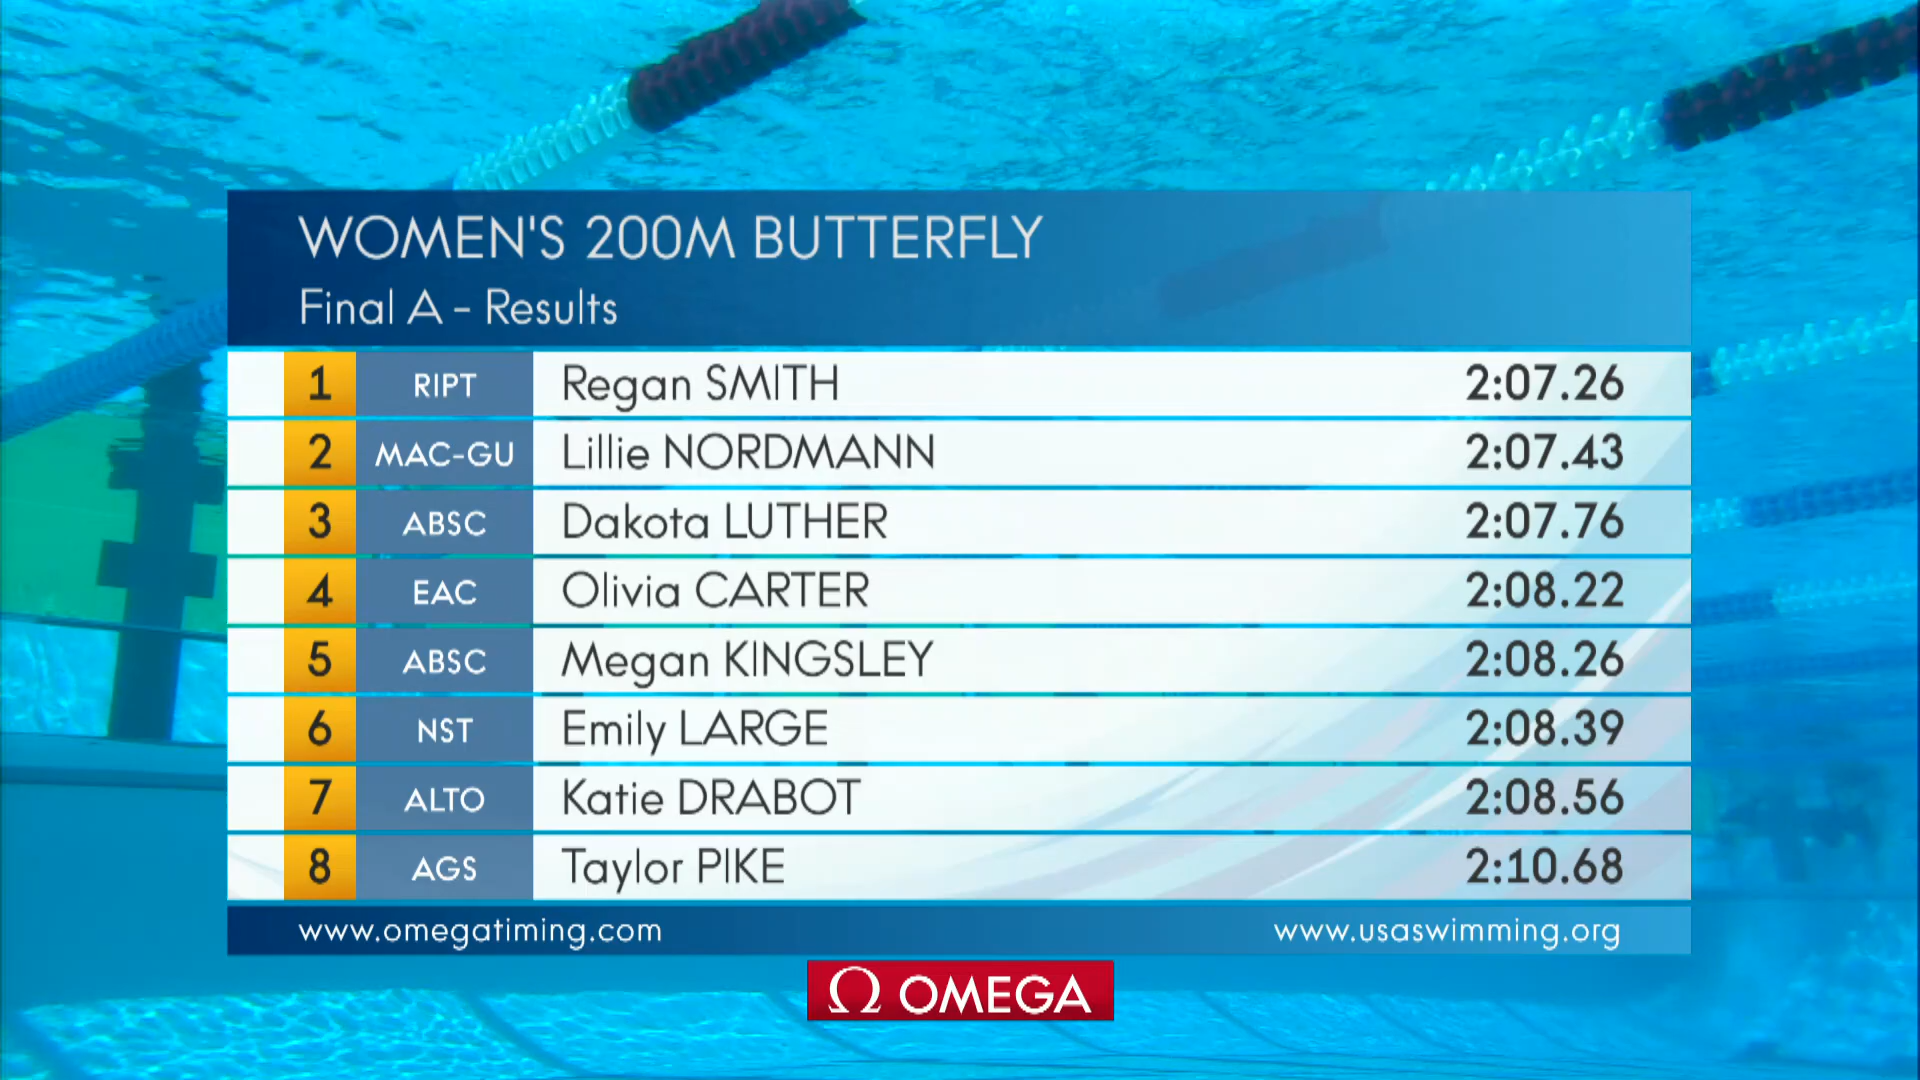 WOMEN'S 200M BUTTERFLY
Final A - Results
1 RIPT Regan SMITH 2:07.26
2 MAC-GU Lillie NORDMANN 2:07.43
3 ABSC Dakota LUTHER 2:07.76
4 EAC Olivia CARTER 2:08.22
5 ABSC Megan KINGSLEY 2:08.26
6 NST Emily LARGE 2:08.39
7 ALTO Katie DRABOT 2:08.56
8 AGS Taylor PIKE 2:10.68
www.omegatiming.com www.usaswimming.org
Ω OMEGA